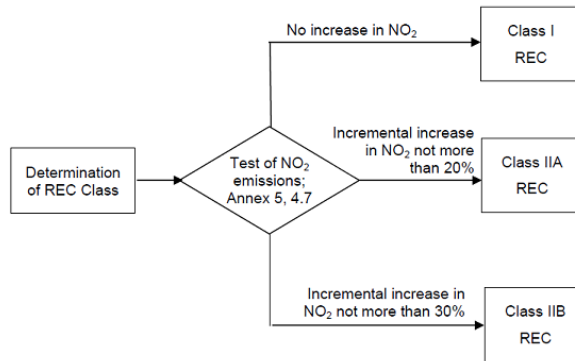 No increase in NO₂
Class I
REC
Determination
of REC Class
Test of NO₂
emissions;
Annex 5, 4.7
Incremental increase
in NO₂ not more
than 20%
Class IIA
REC
Incremental increase in
NO₂ not more than 30%
Class IIB
REC